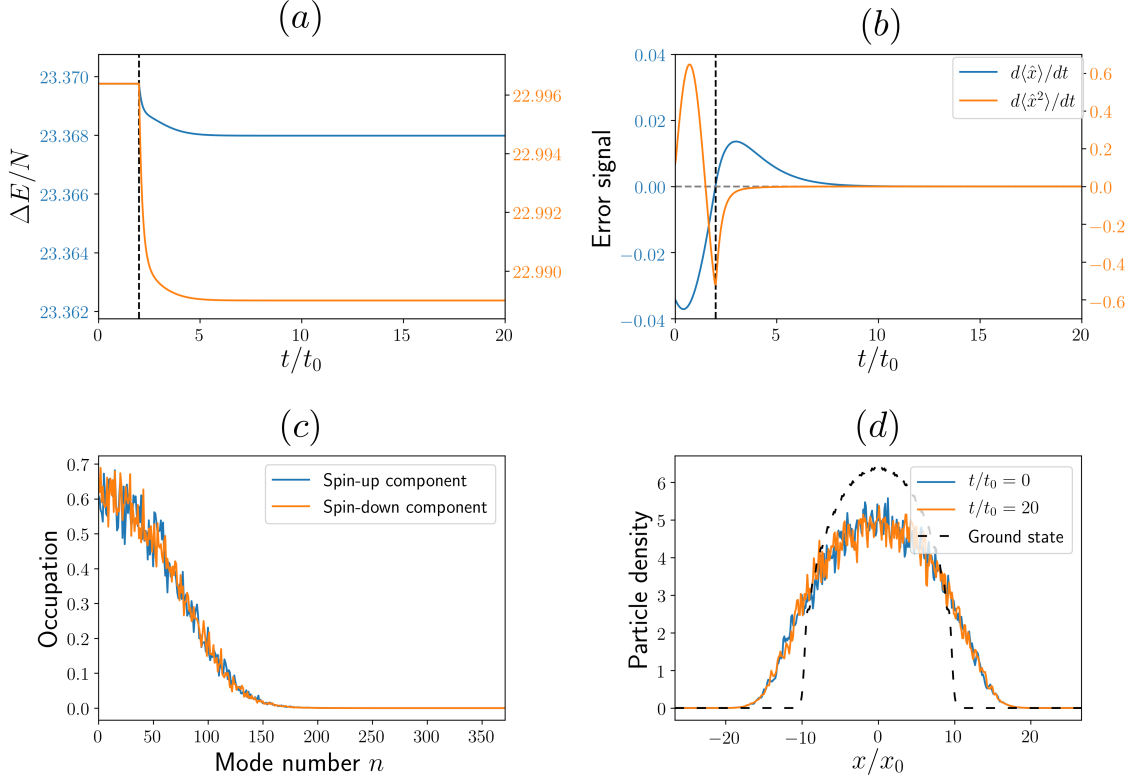 (a)
23.370
23.368
23.366
23.364
23.362
ΔE/N
22.996
22.994
22.992
22.990
0 5 10 15 20
t/t₀
(b)
0.04
0.02
0.00
−0.02
−0.04
Error signal
d⟨x̂⟩/dt
d⟨x̂²⟩/dt
0.6
0.4
0.2
0.0
−0.2
−0.4
−0.6
0 5 10 15 20
t/t₀
(c)
0.7
0.6
0.5
0.4
0.3
0.2
0.1
0.0
Occupation
Spin-up component
Spin-down component
0 50 100 150 200 250 300 350
Mode number n
(d)
6
5
4
3
2
1
0
Particle density
t/t₀ = 0
t/t₀ = 20
Ground state
−20 −10 0 10 20
x/x₀